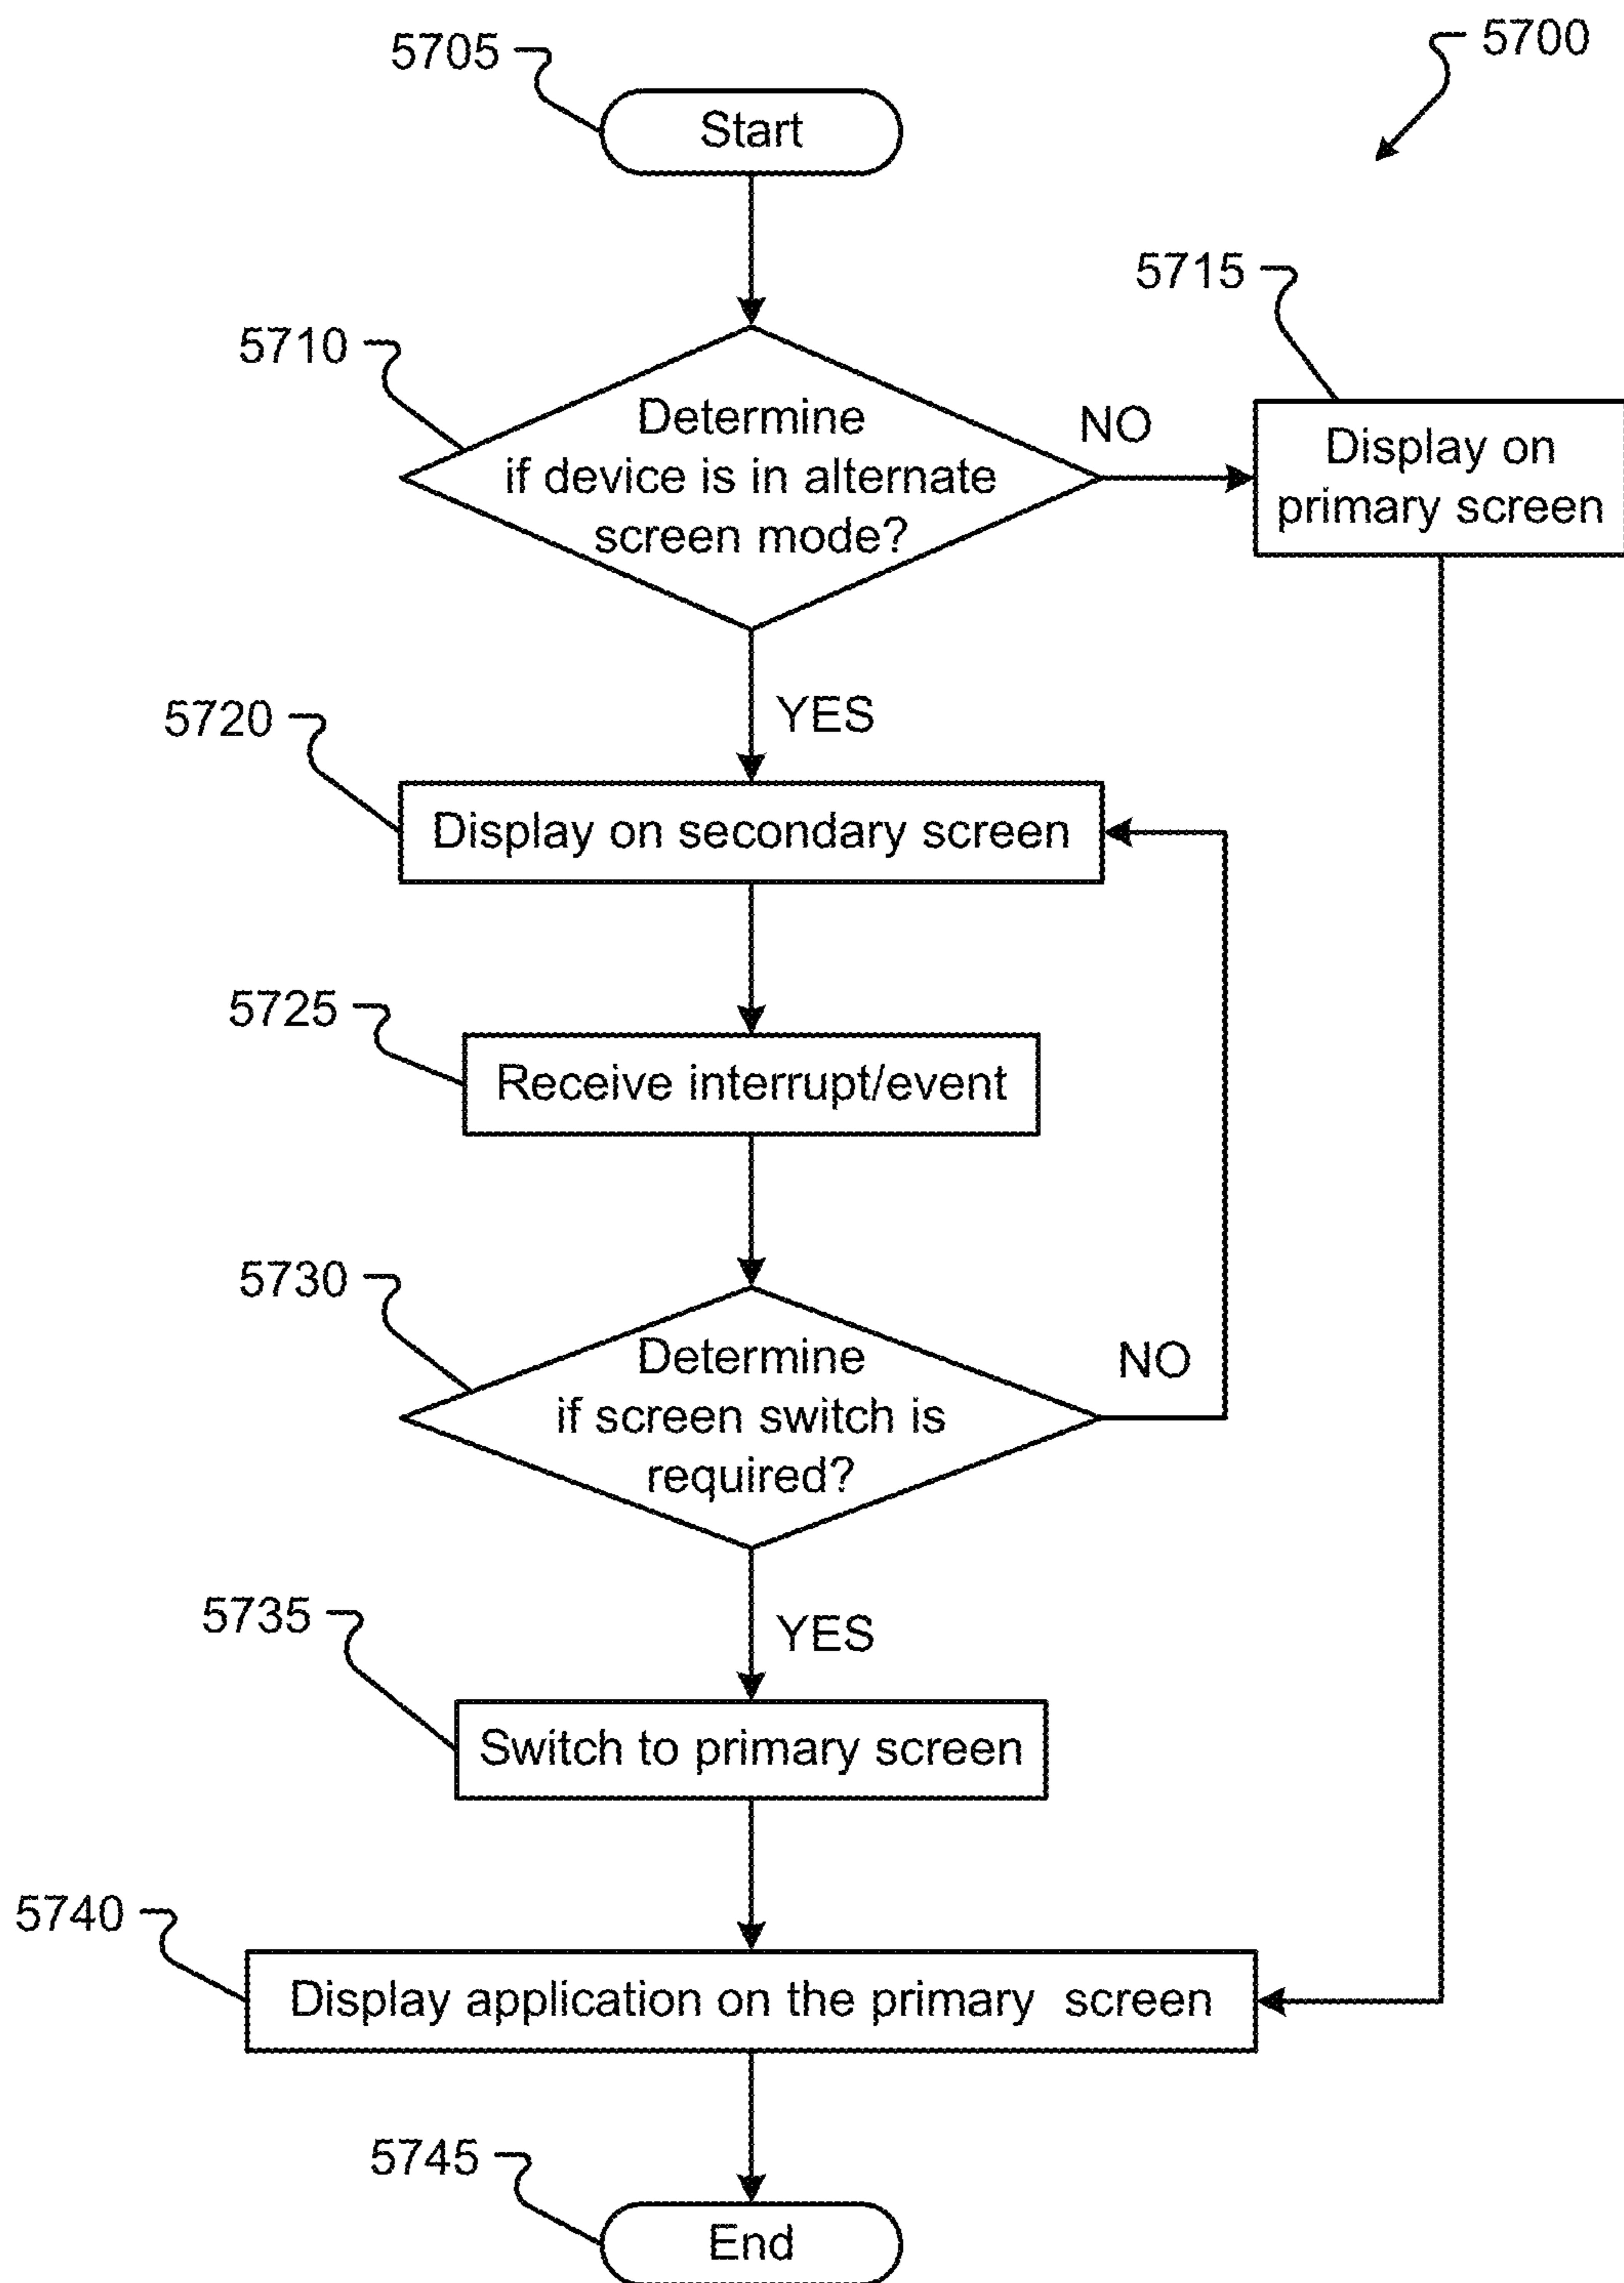 5705
5700
Start
5715
5710
Determine
if device is in alternate
screen mode?
NO
Display on
primary screen
YES
5720
Display on secondary screen
5725
Receive interrupt/event
5730
Determine
if screen switch is
required?
NO
YES
5735
Switch to primary screen
5740
Display application on the primary screen
5745
End